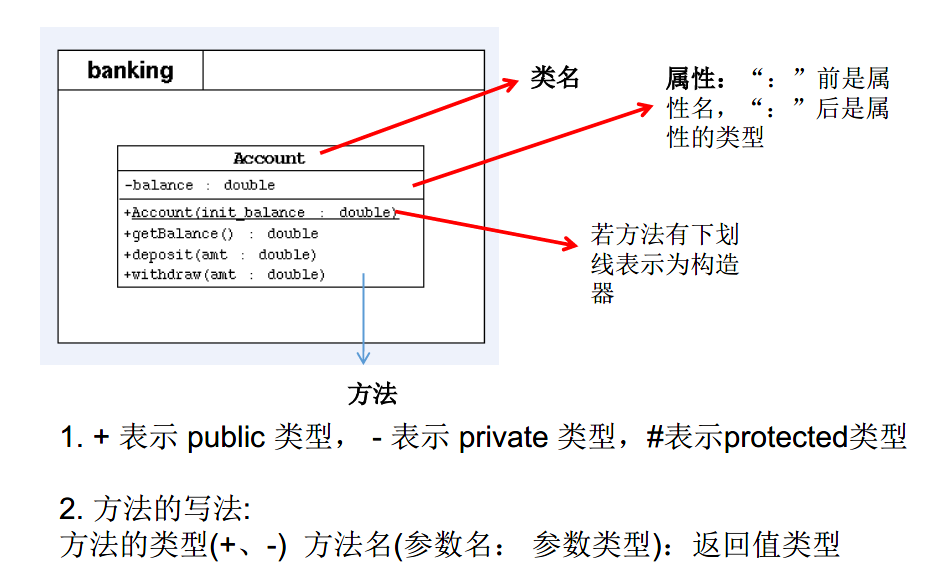 banking
类名
属性：“：”前是属
性名，“：”后是属
性的类型
Account
-balance : double
+Account(init_balance : double)
+getBalance() : double
+deposit(amt : double)
+withdraw(amt : double)
若方法有下划
线表示为构造
器
方法
1. + 表示 public 类型， - 表示 private 类型，#表示protected类型
2. 方法的写法:
方法的类型(+、-) 方法名(参数名： 参数类型)：返回值类型